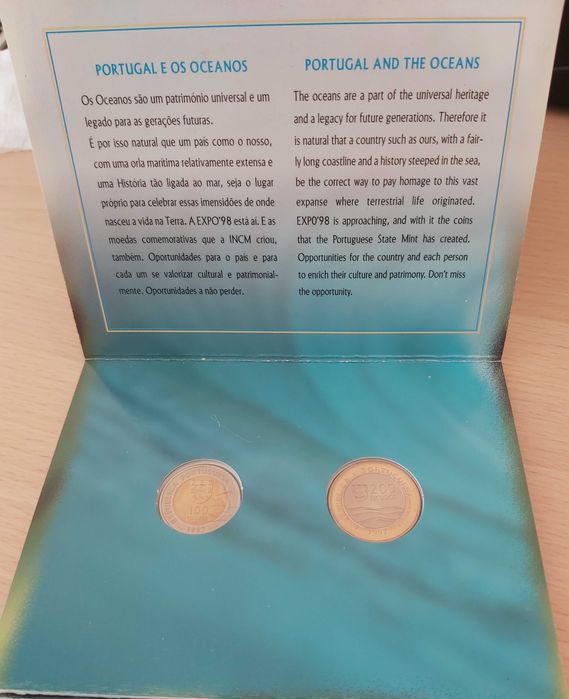 PORTUGAL E OS OCEANOS
Os Oceanos são um património universal e um
legado para as gerações futuras.
É por isso natural que um país como o nosso,
com uma orla marítima relativamente extensa e
uma História tão ligada ao mar, seja o lugar
próprio para celebrar essas imensidões de onde
nasceu a vida na Terra. A EXPO'98 está aí. E as
moedas comemorativas que a INCM criou,
também. Oportunidades para o país e para
cada um se valorizar cultural e patrimonial-
mente. Oportunidades a não perder.
PORTUGAL AND THE OCEANS
The oceans are a part of the universal heritage
and a legacy for future generations. Therefore it
is natural that a country such as ours, with a fair-
ly long coastline and a history steeped in the sea,
be the correct way to pay homage to this vast
expanse where terrestrial life originated.
EXPO'98 is approaching, and with it the coins
that the Portuguese State Mint has created.
Opportunities for the country and each person
to enrich their culture and patrimony. Don't miss
the opportunity.
100
1997
200
1997